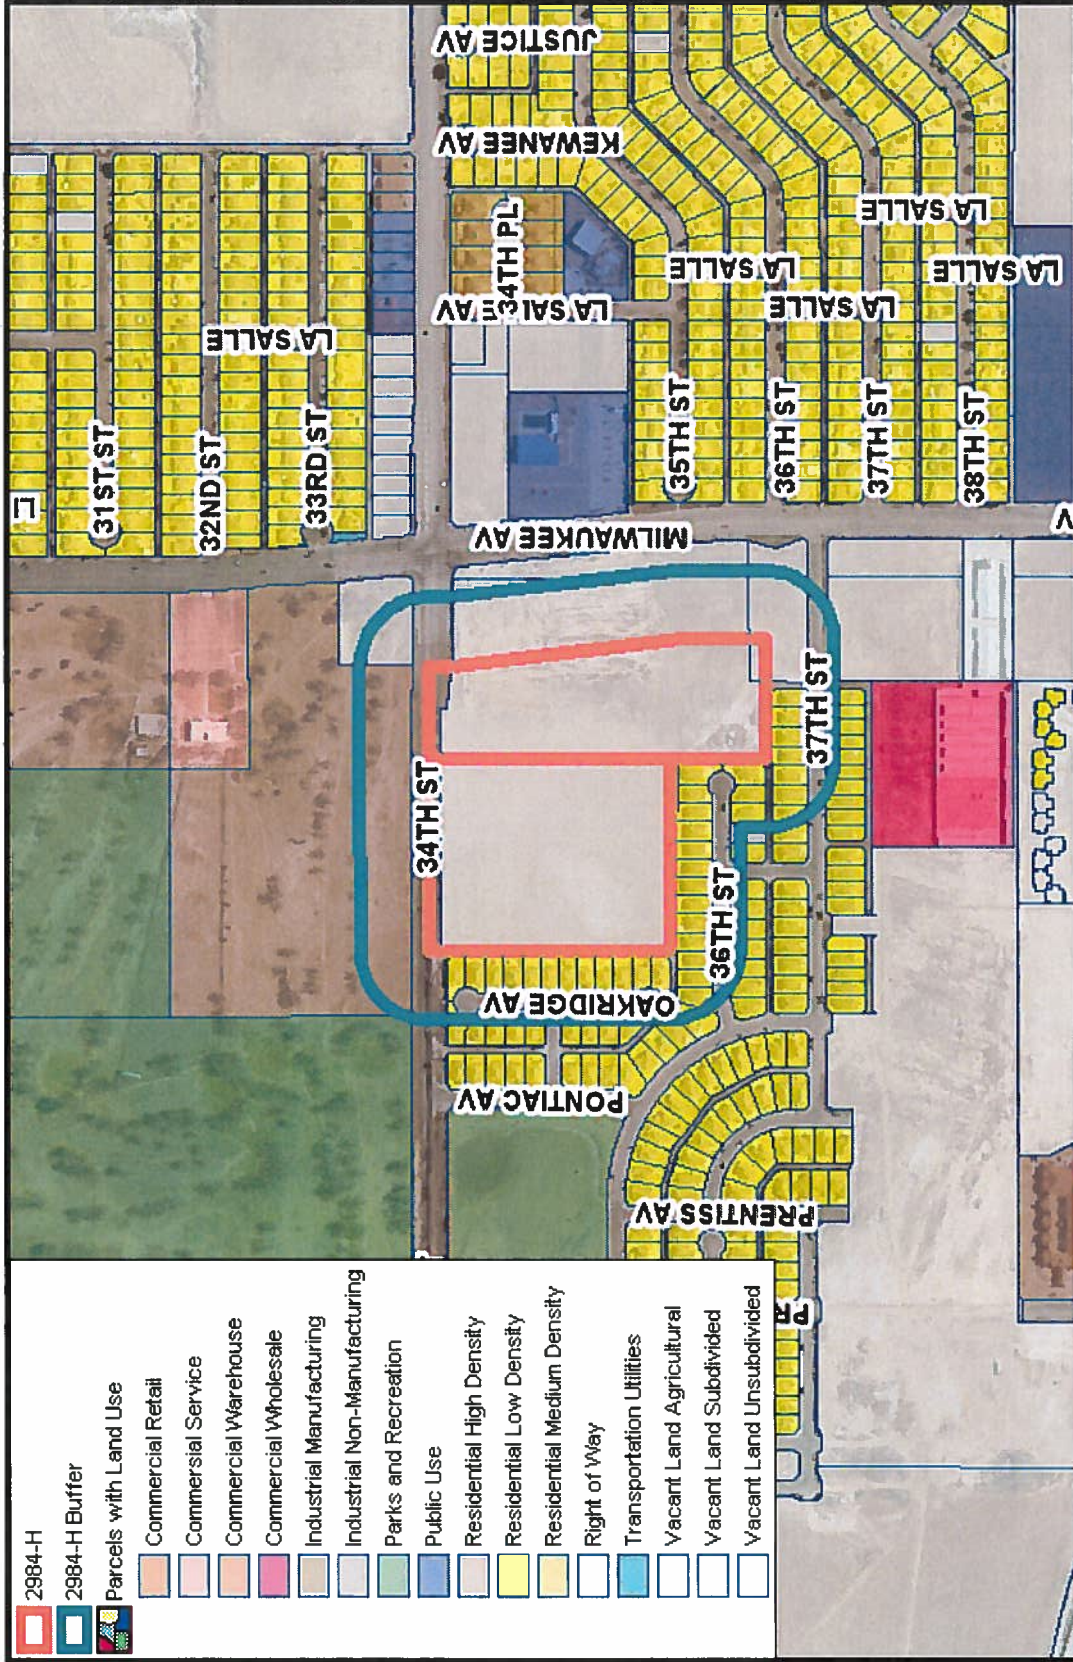 2984-H
2984-H Buffer
Parcels with Land Use
Commercial Retail
Commersial Service
Commercial Warehouse
Commercial Wholesale
Industrial Manufacturing
Industrial Non-Manufacturing
Parks and Recreation
Public Use
Residential High Density
Residential Low Density
Residential Medium Density
Right of Way
Transportation Utilities
Vacant Land Agricultural
Vacant Land Subdivided
Vacant Land Unsubdivided
31ST ST
32ND ST
33RD ST
LA SALLE
JUSTICE AV
KEWANEE AV
34TH PL
LA SALLE AV
34TH ST
MILWAUKEE AV
35TH ST
LA SALLE
36TH ST
LA SALLE
37TH ST
LA SALLE
38TH ST
LA SALLE
OAKRIDGE AV
36TH ST
37TH ST
PONTIAC AV
PRENTISS AV
PR